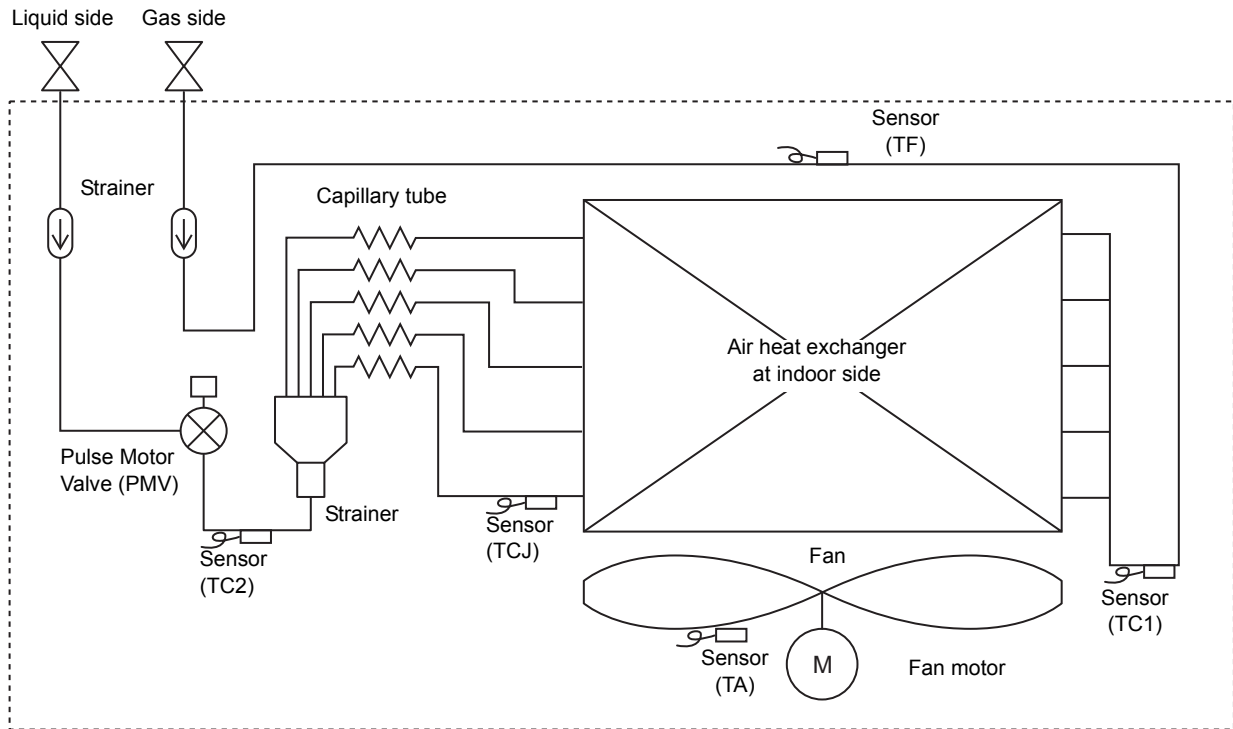 Liquid side
Gas side
Sensor
(TF)
Strainer
Capillary tube
Air heat exchanger
at indoor side
Pulse Motor
Valve (PMV)
Strainer
Sensor
(TCJ)
Sensor
(TC2)
Fan
Sensor
(TC1)
Sensor
(TA)
M
Fan motor